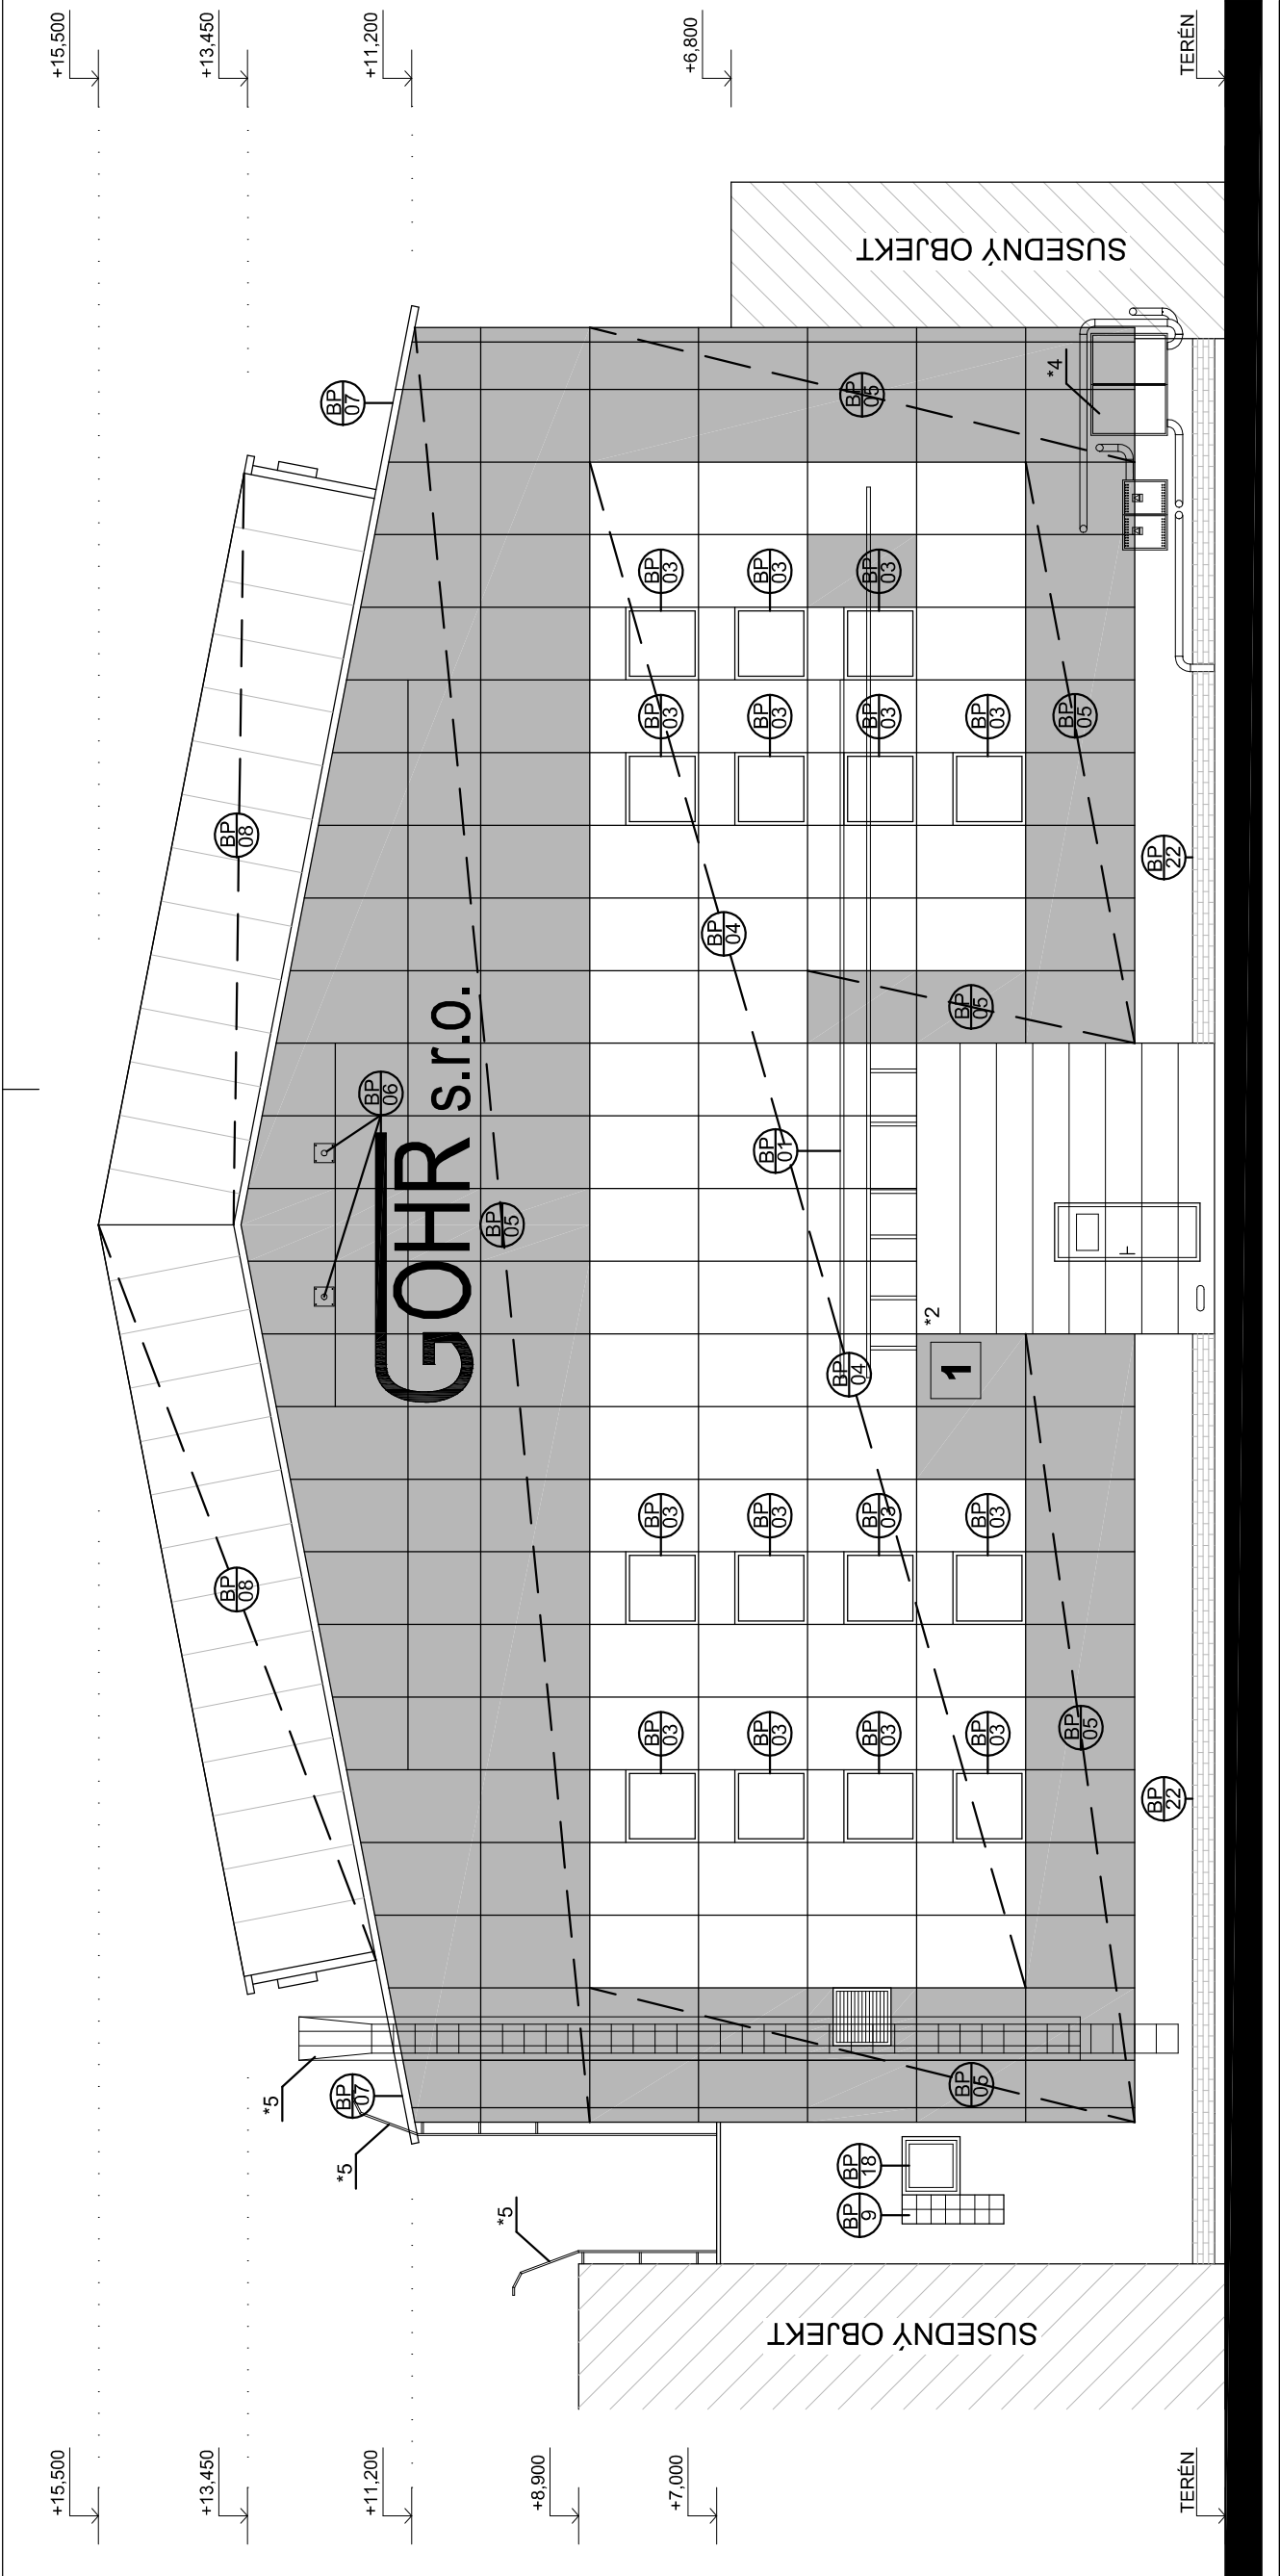 +15,500
+15,500
+13,450
+13,450
BP
08
BP
08
*5
BP
07
BP
07
*5
+11,200
+11,200
BP
06
GOHR s.r.o.
BP
05
*5
+8,900
BP
03
BP
03
BP
03
BP
03
+7,000
+6,800
BP
04
BP
03
BP
03
BP
03
BP
03
BP
01
BP
04
SUSEDNÝ OBJEKT
SUSEDNÝ OBJEKT
BP
9
BP
18
BP
05
BP
03
BP
03
BP
03
BP
03
*2
1
BP
05
BP
05
BP
03
BP
03
BP
03
*4
BP
05
BP
05
BP
22
BP
22
TERÉN
TERÉN